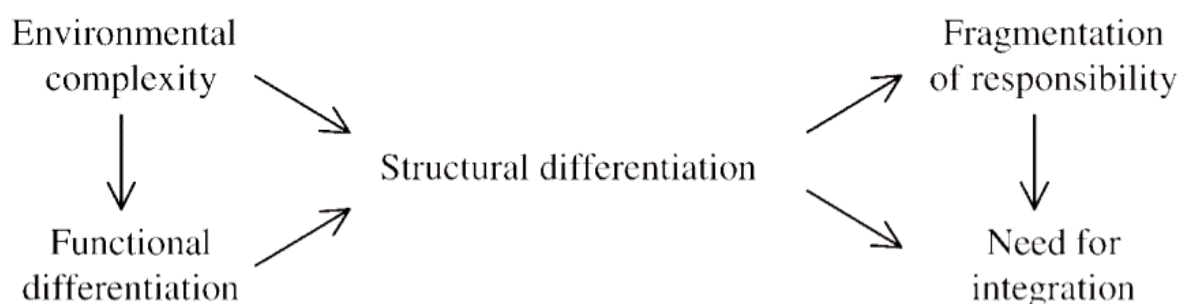 Environmental
complexity
Fragmentation
of responsibility
Structural differentiation
Functional
differentiation
Need for
integration